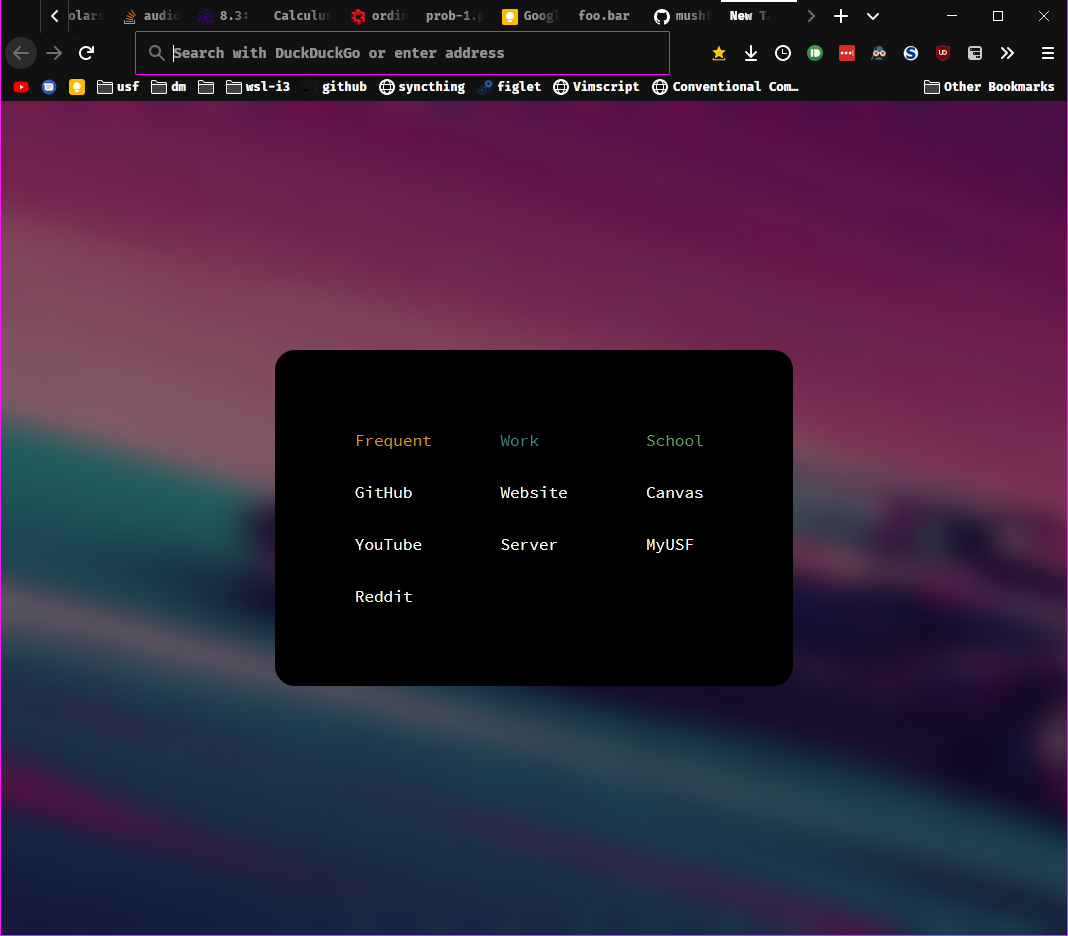 audio 8.3: Calculus ordin prob-1.p Googl foo.bar mushf New T
Search with DuckDuckGo or enter address
usf dm wsl-i3 github syncthing figlet Vimscript Conventional Com… Other Bookmarks
Frequent Work School
GitHub Website Canvas
YouTube Server MyUSF
Reddit